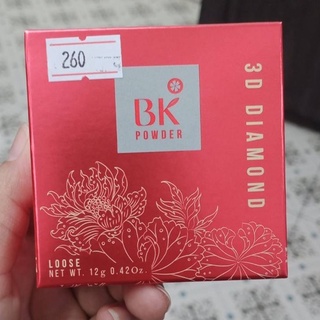 260
BK
POWDER
3D DIAMOND
LOOSE
NET WT. 12g 0.42Oz.